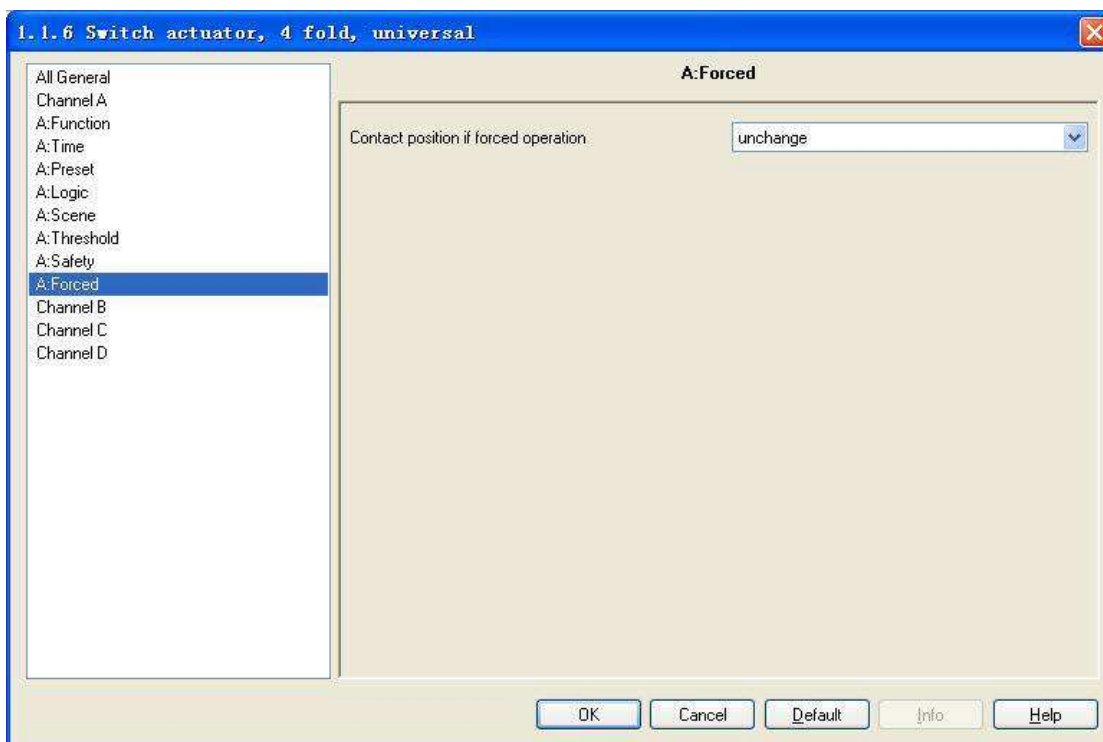 1.1.6 Switch actuator, 4 fold, universal
All General
Channel A
A:Function
A:Time
A:Preset
A:Logic
A:Scene
A:Threshold
A:Safety
A:Forced
Channel B
Channel C
Channel D
A:Forced
Contact position if forced operation unchange
OK Cancel Default Info Help